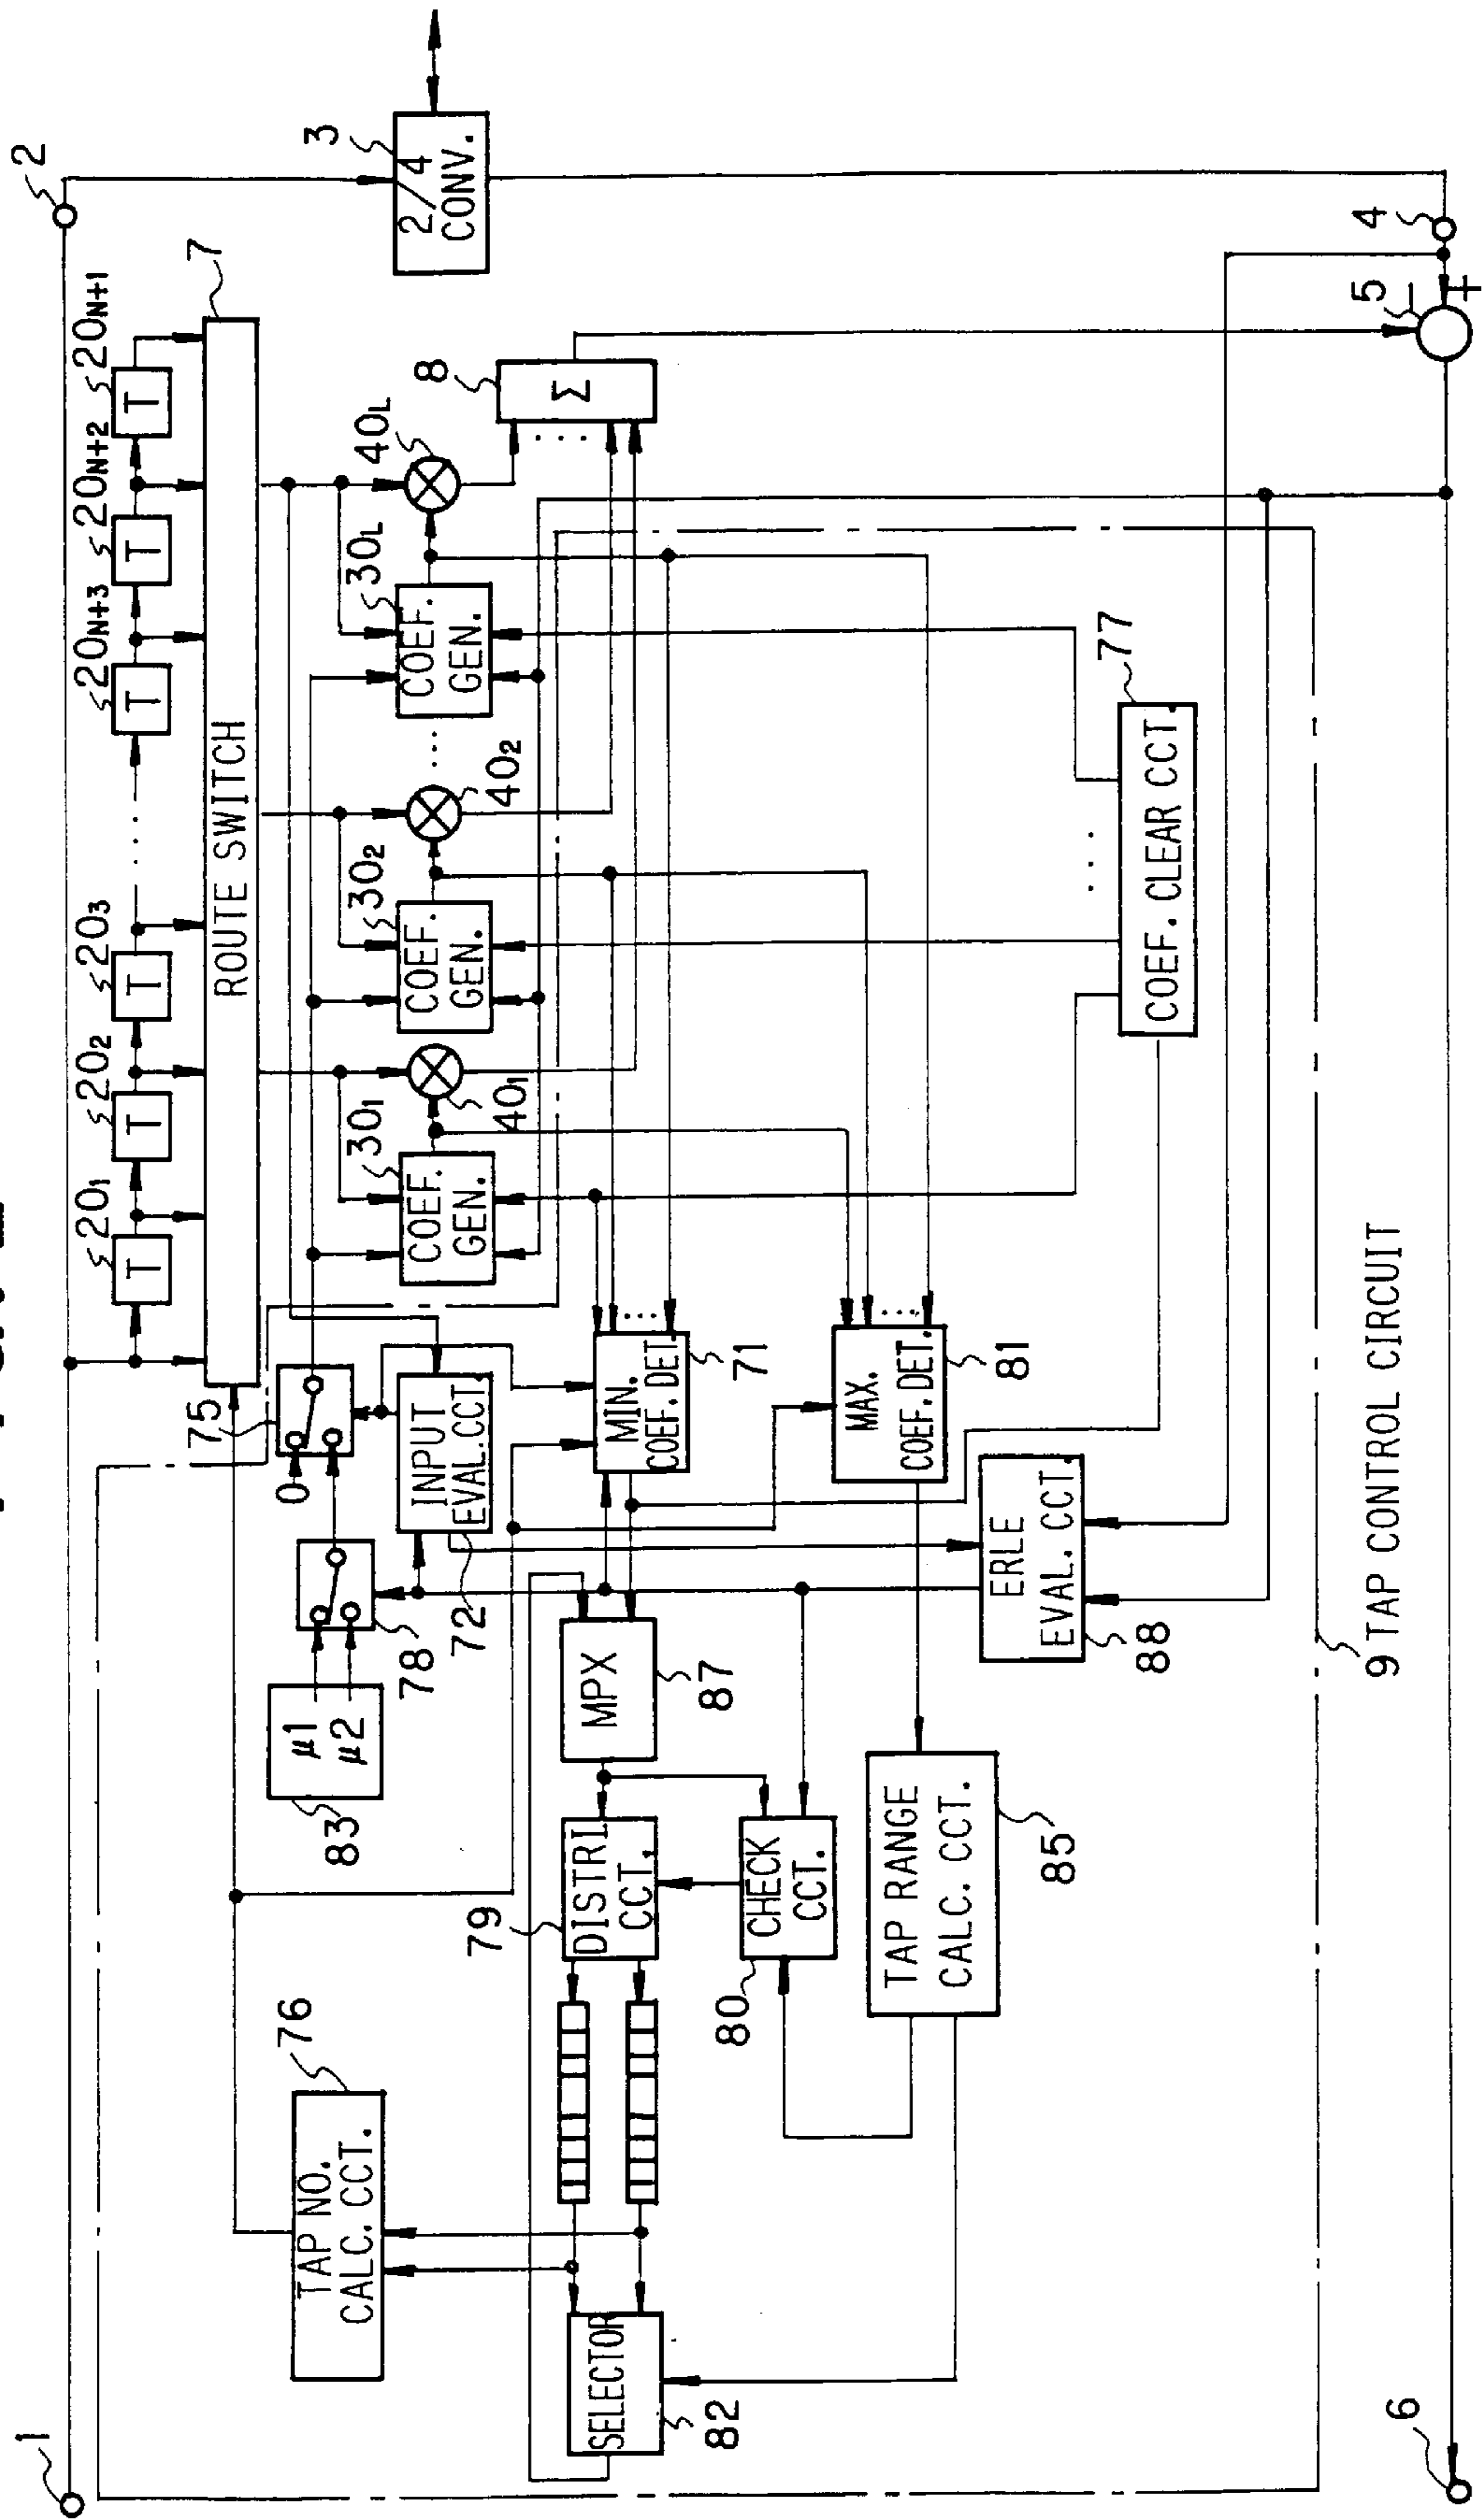 1
2
20₁
20₂
20₃
20N+3
20N+2
20N+1
T
T
T
T
T
T
7
ROUTE SWITCH
3
2/4
CONV.
75
0
76
TAP NO.
CALC. CCT.
83
μ1
μ2
78
72
INPUT
EVAL. CCT.
30₁
COEF.
GEN.
40₁
30₂
COEF.
GEN.
40₂
30L
COEF.
GEN.
40L
8
Σ
SELECTOR
82
79
DISTRI.
CCT.
MPX
87
MIN.
COEF. DET.
71
80
CHECK
CCT.
MAX.
COEF. DET.
81
TAP RANGE
CALC. CCT.
85
ERLE
EVAL. CCT.
88
77
COEF. CLEAR CCT.
9 TAP CONTROL CIRCUIT
4
5
−
+
6